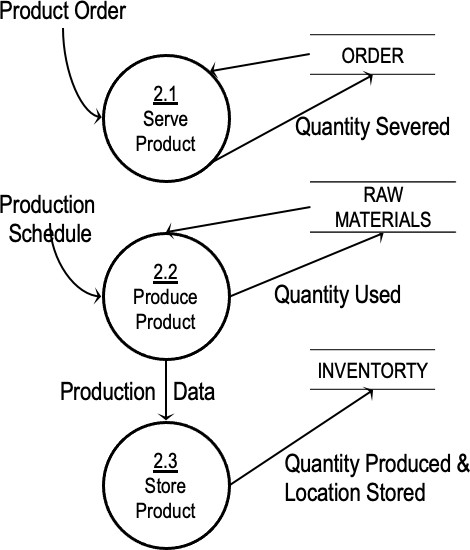 Product Order
ORDER
2.1
Serve
Product
Quantity Severed
RAW
MATERIALS
Production
Schedule
2.2
Produce
Product
Quantity Used
INVENTORTY
Production Data
2.3
Store
Product
Quantity Produced &
Location Stored